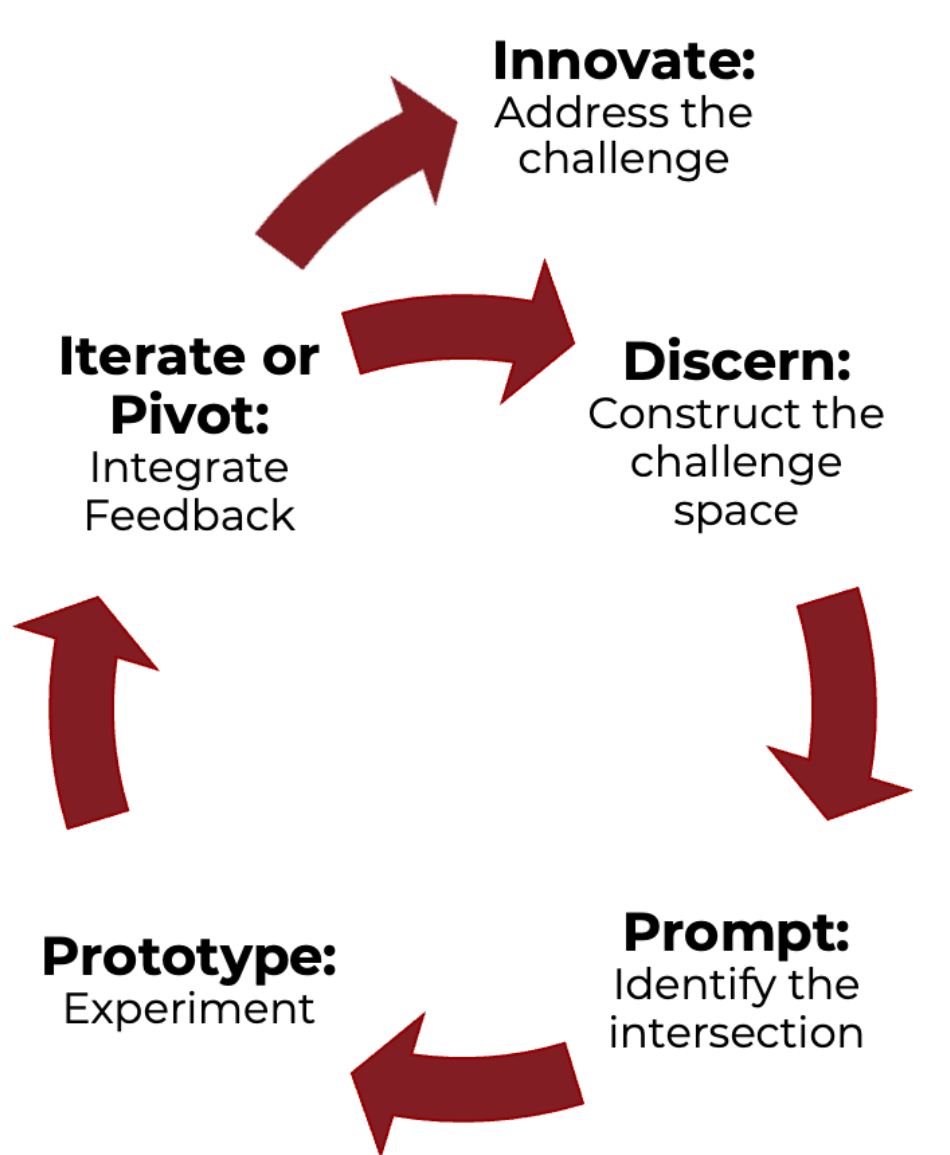 Innovate:
Address the
challenge
Iterate or
Pivot:
Integrate
Feedback
Discern:
Construct the
challenge
space
Prompt:
Identify the
intersection
Prototype:
Experiment